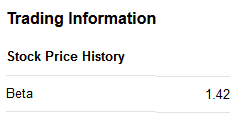 Trading Information
Stock Price History
Beta 1.42